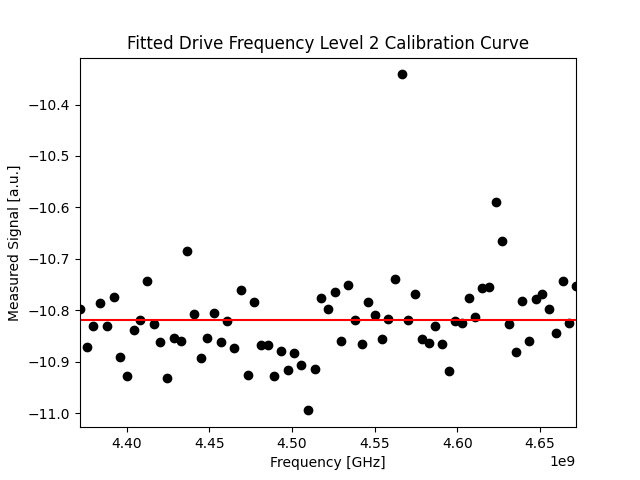 Fitted Drive Frequency Level 2 Calibration Curve
Measured Signal [a.u.]
−10.4
−10.5
−10.6
−10.7
−10.8
−10.9
−11.0
4.40 4.45 4.50 4.55 4.60 4.65
1e9
Frequency [GHz]